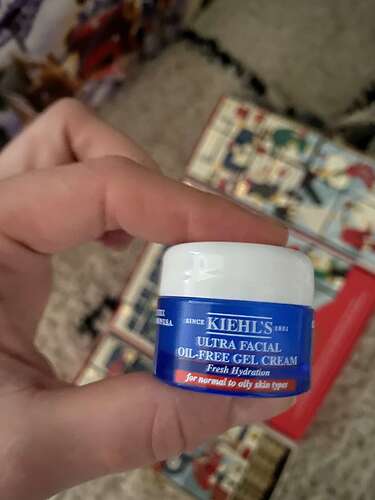 SINCE KIEHL'S 1851
ULTRA FACIAL
OIL-FREE GEL CREAM
Fresh Hydration
for normal to oily skin types